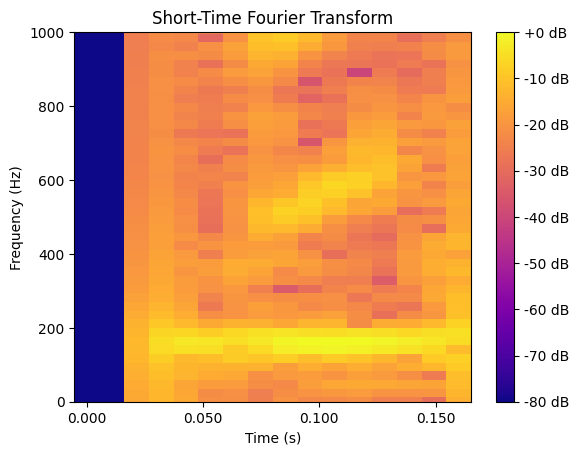 Short-Time Fourier Transform
1000
800
600
400
200
0
Frequency (Hz)
0.000
0.050
0.100
0.150
Time (s)
+0 dB
-10 dB
-20 dB
-30 dB
-40 dB
-50 dB
-60 dB
-70 dB
-80 dB